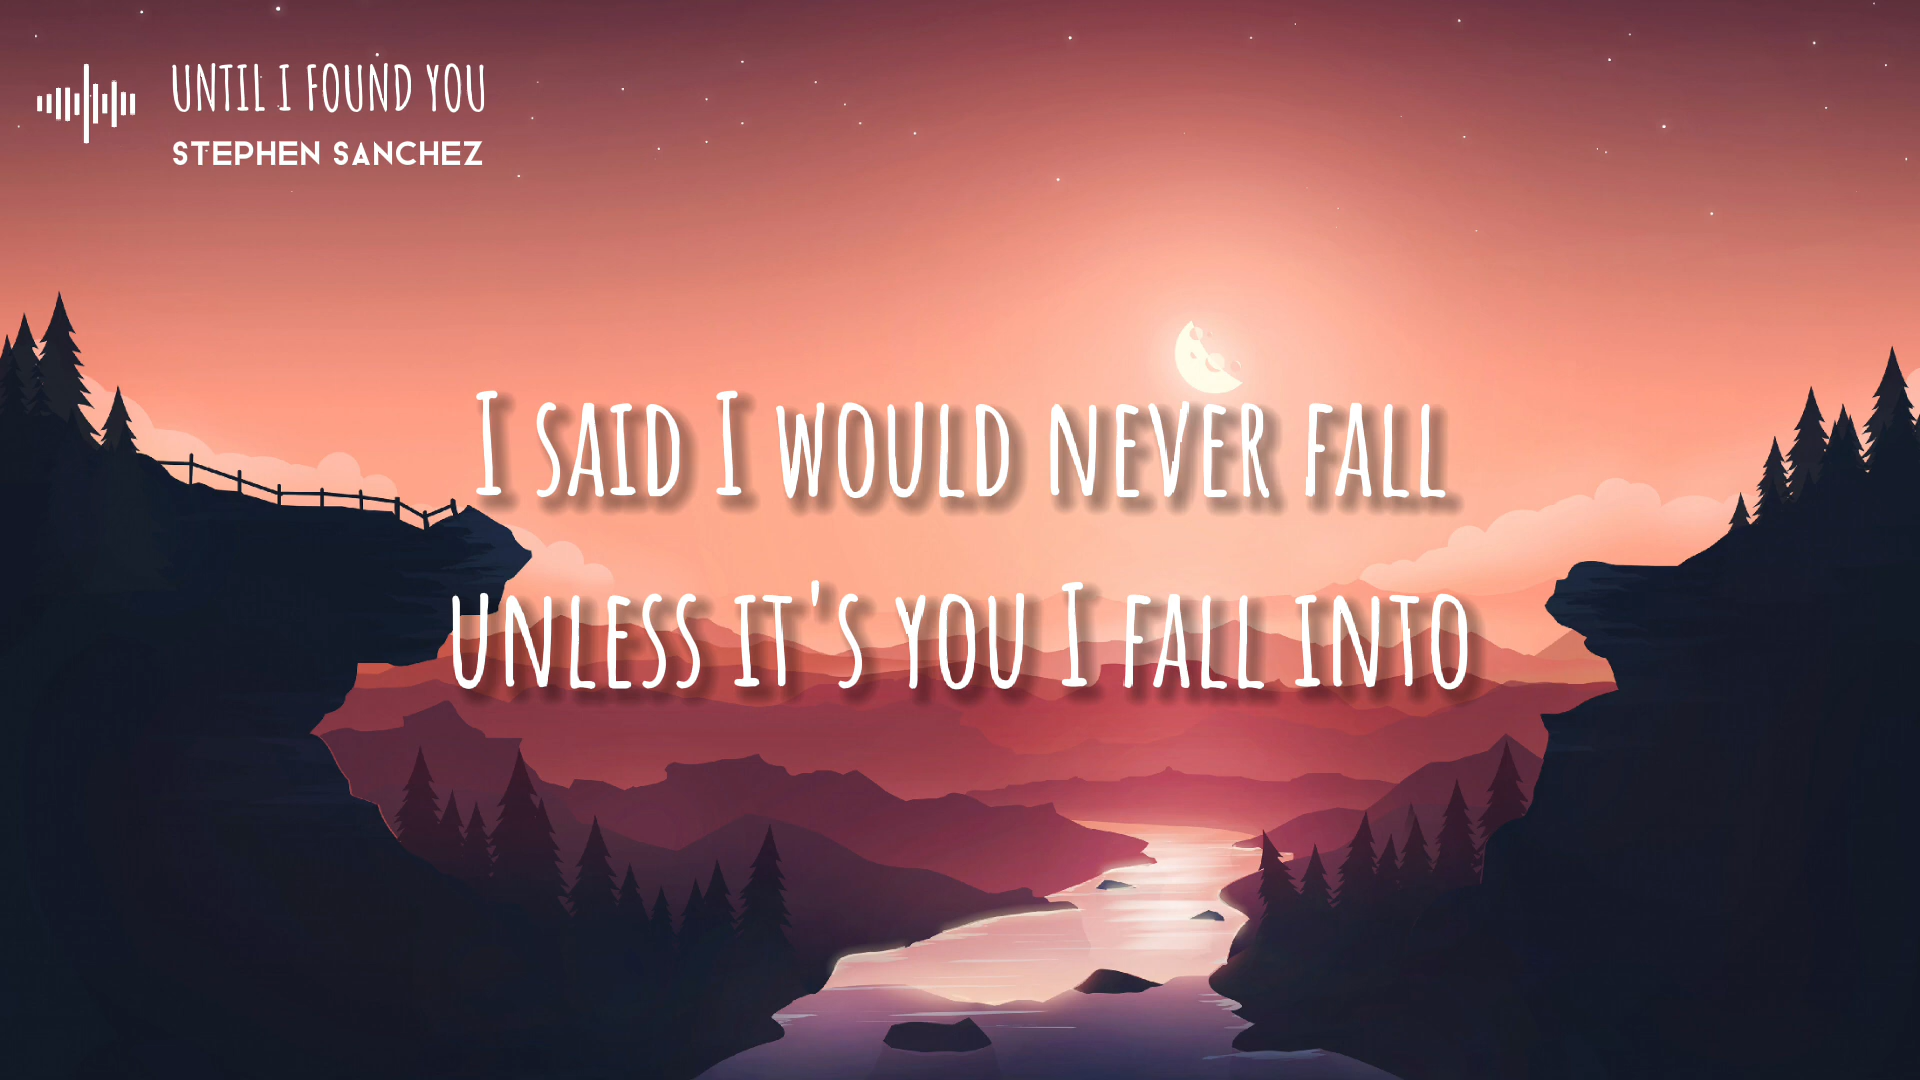 UNTIL I FOUND YOU
STEPHEN SANCHEZ
I SAID I WOULD NEVER FALL
UNLESS IT'S YOU I FALL INTO